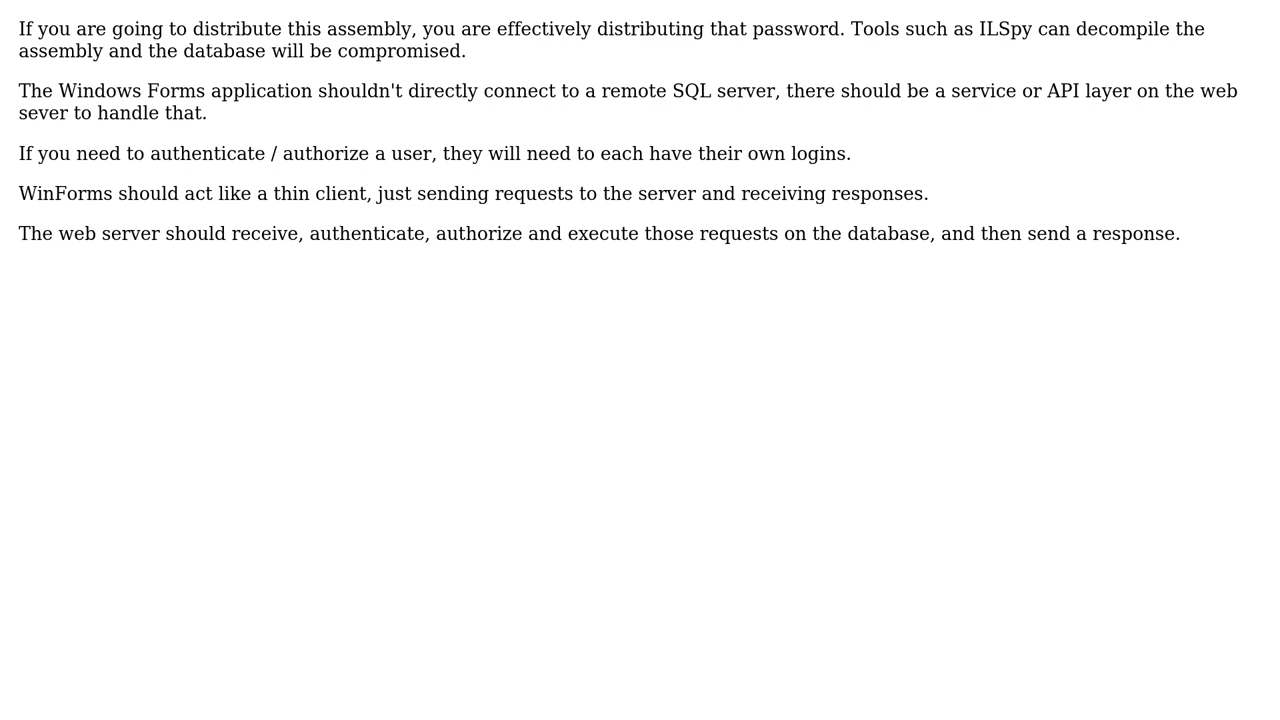 If you are going to distribute this assembly, you are effectively distributing that password. Tools such as ILSpy can decompile the
assembly and the database will be compromised.
The Windows Forms application shouldn't directly connect to a remote SQL server, there should be a service or API layer on the web
sever to handle that.
If you need to authenticate / authorize a user, they will need to each have their own logins.
WinForms should act like a thin client, just sending requests to the server and receiving responses.
The web server should receive, authenticate, authorize and execute those requests on the database, and then send a response.